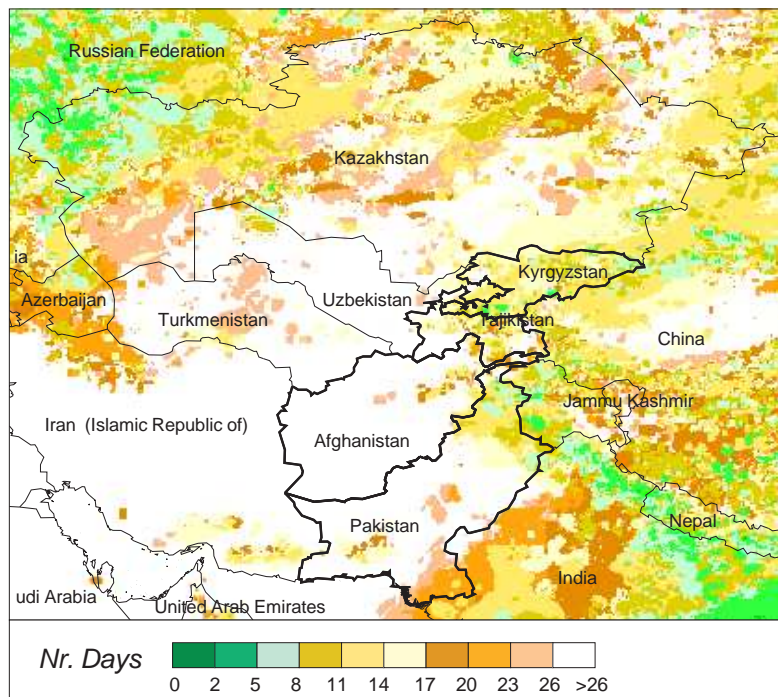 Russian Federation
Kazakhstan
ia
Kyrgyzstan
Azerbaijan
Uzbekistan
Turkmenistan
Tajikistan
China
Jammu Kashmir
Iran (Islamic Republic of)
Afghanistan
Pakistan
Nepal
India
udi Arabia
United Arab Emirates
Nr. Days
0 2 5 8 11 14 17 20 23 26 >26